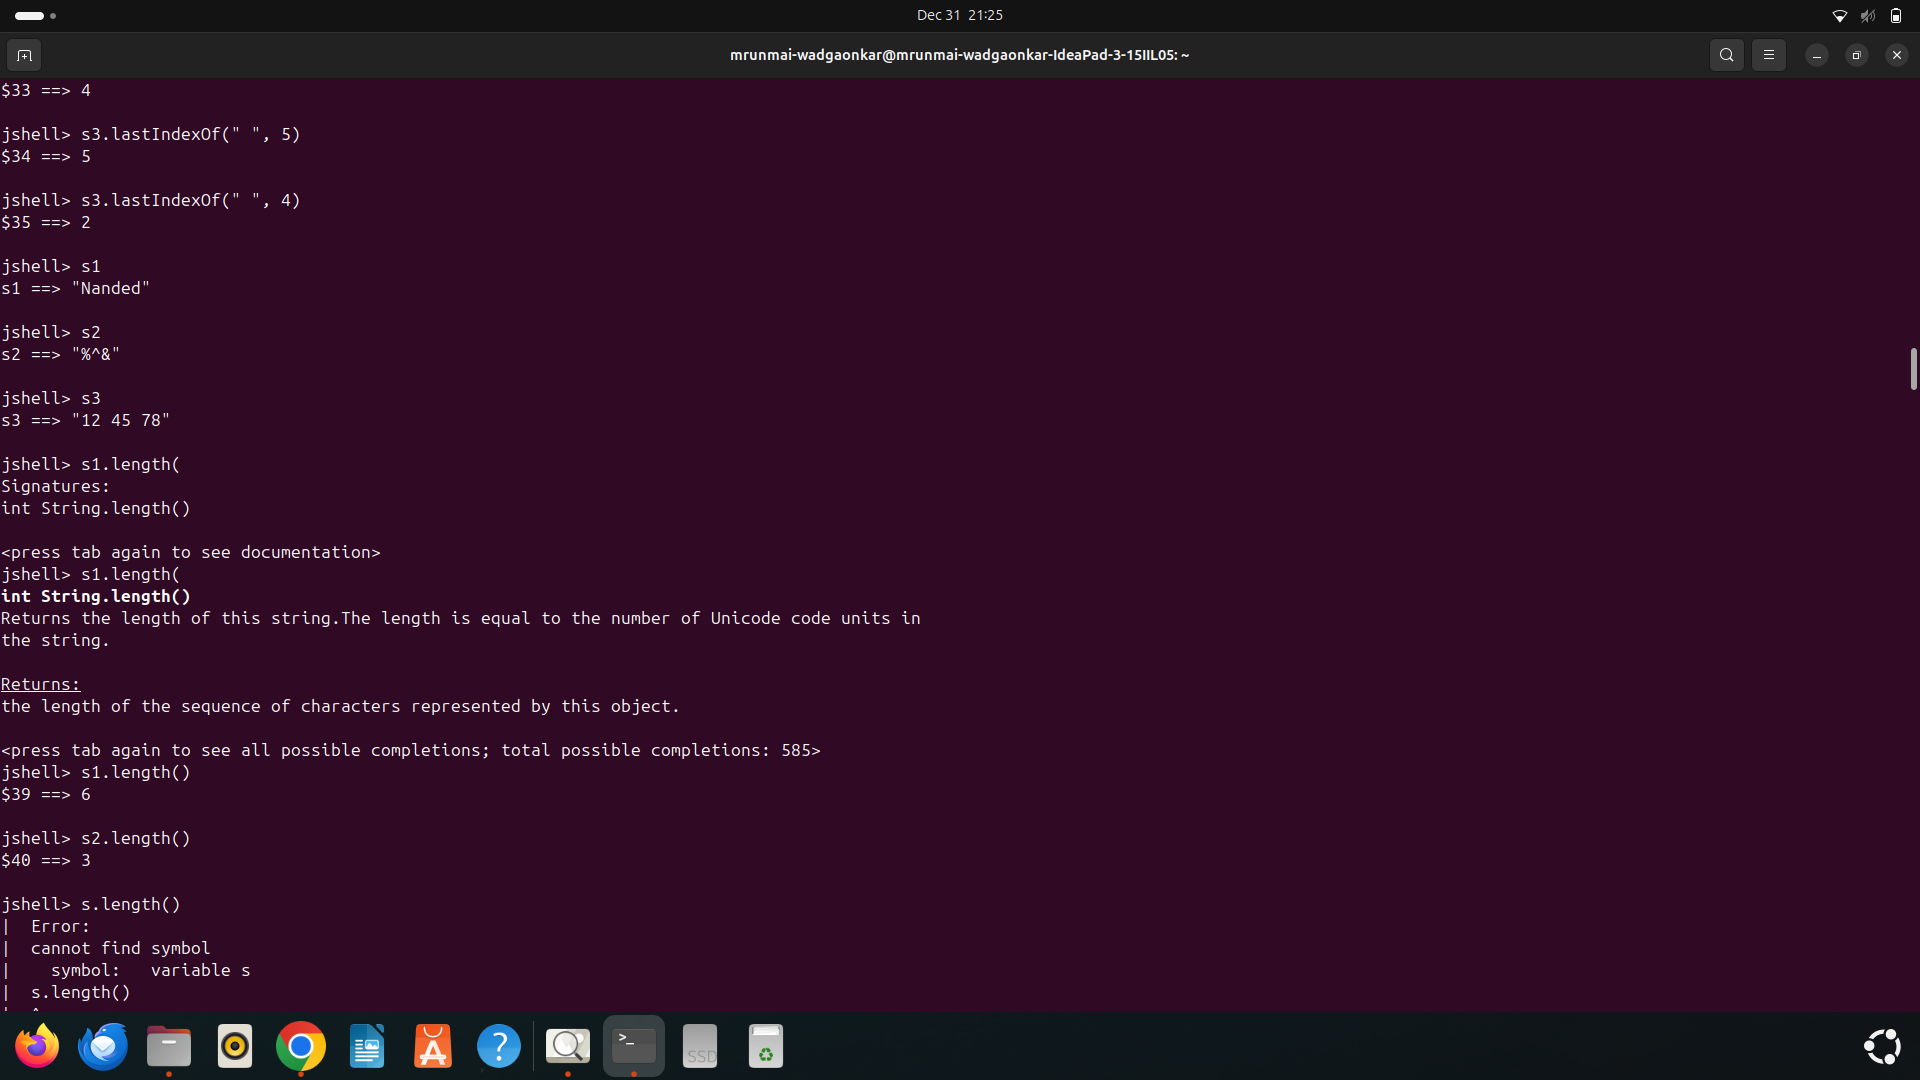 Dec 31 21:25
mrunmai-wadgaonkar@mrunmai-wadgaonkar-IdeaPad-3-15IIL05: ~
$33 ==> 4
jshell> s3.lastIndexOf(" ", 5)
$34 ==> 5
jshell> s3.lastIndexOf(" ", 4)
$35 ==> 2
jshell> s1
s1 ==> "Nanded"
jshell> s2
s2 ==> "%^&"
jshell> s3
s3 ==> "12 45 78"
jshell> s1.length(
Signatures:
int String.length()
<press tab again to see documentation>
jshell> s1.length(
int String.length()
Returns the length of this string.The length is equal to the number of Unicode code units in
the string.
Returns:
the length of the sequence of characters represented by this object.
<press tab again to see all possible completions; total possible completions: 585>
jshell> s1.length()
$39 ==> 6
jshell> s2.length()
$40 ==> 3
jshell> s.length()
|  Error:
|  cannot find symbol
|    symbol:   variable s
|  s.length()
|  ^
>_
SSD